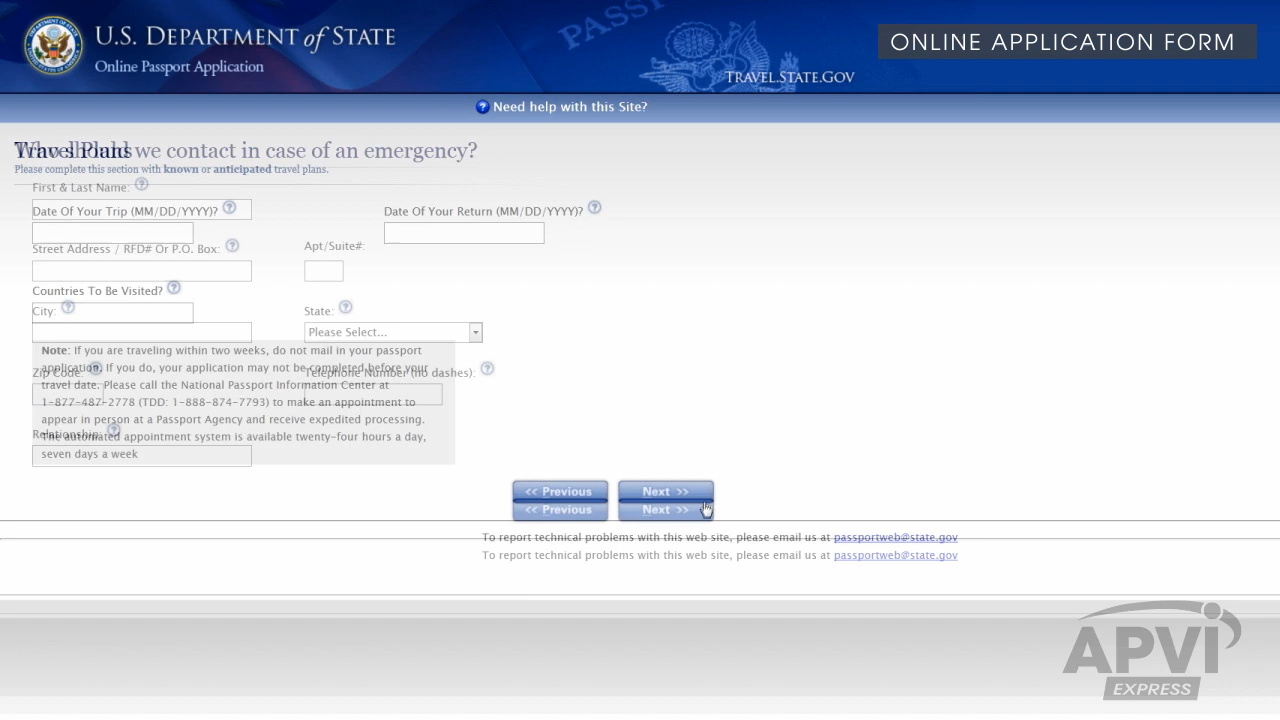 PASSP
U.S. DEPARTMENT of STATE
Online Passport Application
TRAVEL.STATE.GOV
ONLINE APPLICATION FORM
Need help with this Site?
Travel Plans
we contact in case of an emergency?
Please complete this section with known or anticipated travel plans.
First & Last Name:
Date Of Your Trip (MM/DD/YYYY)?
Date Of Your Return (MM/DD/YYYY)?
Street Address / RFD# Or P.O. Box:
Apt/Suite#:
Countries To Be Visited?
City:
State:
Please Select...
Note: If you are traveling within two weeks, do not mail in your passport
application. If you do, your application may not be completed before your
Zip Code:
Telephone Number (no dashes):
travel date. Please call the National Passport Information Center at
1-877-487-2778 (TDD: 1-888-874-7793) to make an appointment to
appear in person at a Passport Agency and receive expedited processing.
Relationship:
The automated appointment system is available twenty-four hours a day,
seven days a week
<< Previous
Next >>
<< Previous
Next >>
To report technical problems with this web site, please email us at passportweb@state.gov
To report technical problems with this web site, please email us at passportweb@state.gov
APVi
EXPRESS